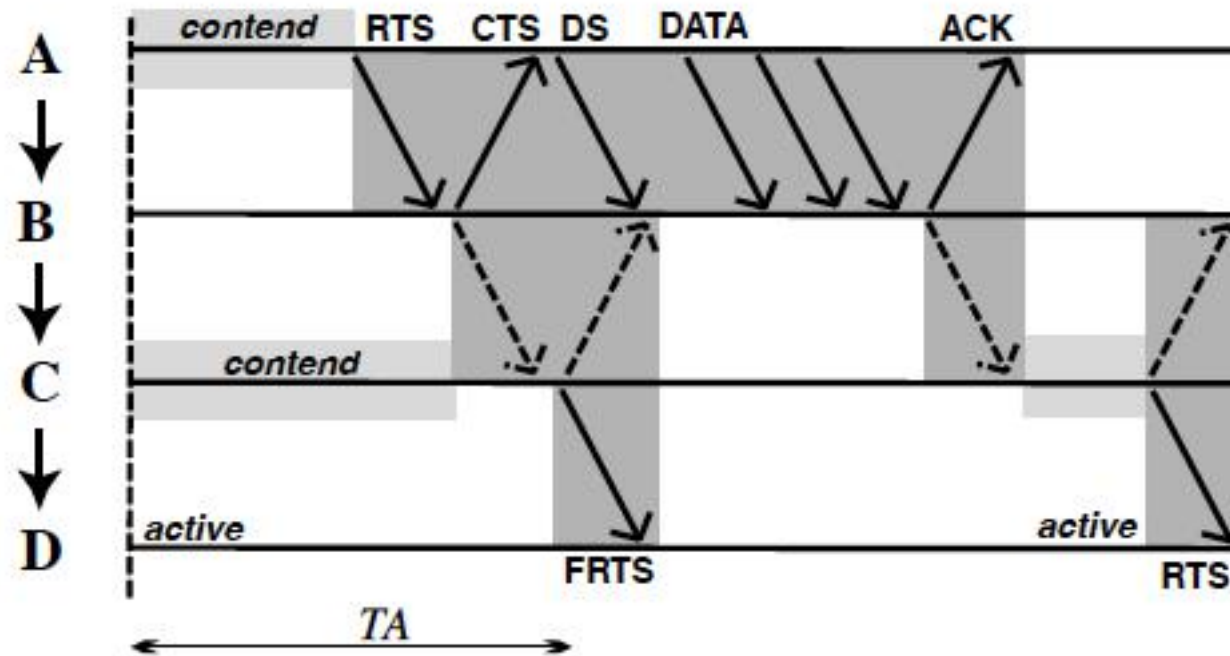 contend RTS CTS DS DATA ACK
A
B
contend
C
active active
D
FRTS RTS
TA